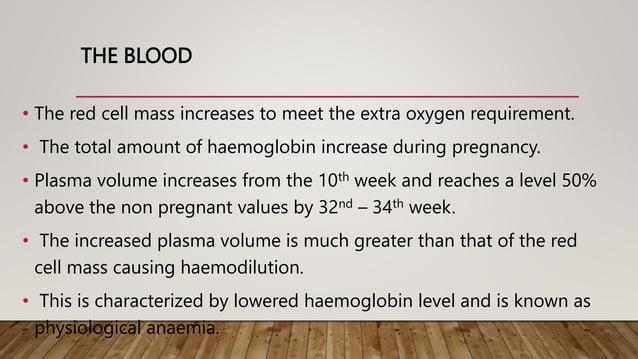 THE BLOOD
• The red cell mass increases to meet the extra oxygen requirement.
• The total amount of haemoglobin increase during pregnancy.
• Plasma volume increases from the 10th week and reaches a level 50%
above the non pregnant values by 32nd – 34th week.
• The increased plasma volume is much greater than that of the red
cell mass causing haemodilution.
• This is characterized by lowered haemoglobin level and is known as
physiological anaemia.